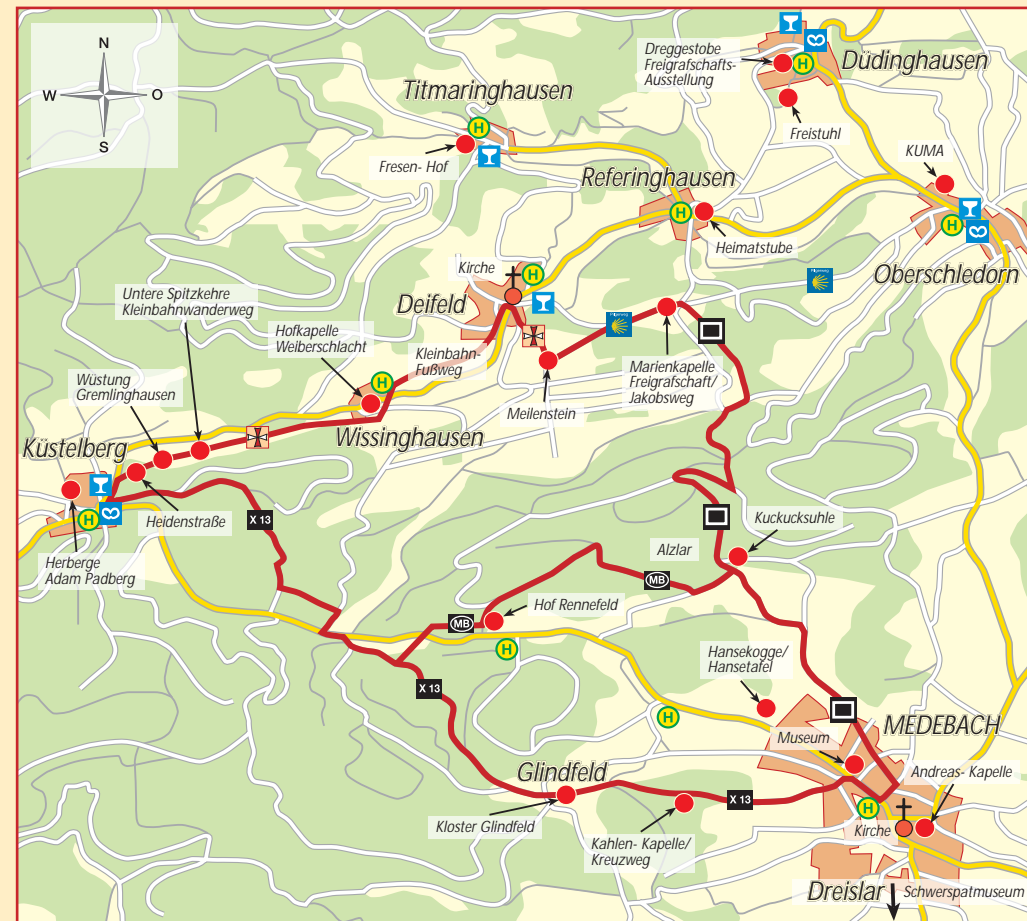 N
W
O
S
Dreggestobe
Freigrafschafts-
Ausstellung
H
Düdinghausen
Freistuhl
Titmaringhausen
H
Fresen- Hof
KUMA
Referinghausen
H
Heimatstube
H
Oberschledorn
Kirche
H
Deifeld
Pilgerweg
Pilgerweg
Untere Spitzkehre
Kleinbahnwanderweg
Hofkapelle
Weiberschlacht
Kleinbahn-
Fußweg
H
Meilenstein
Marienkapelle
Freigrafschaft/
Jakobsweg
Wüstung
Gremlinghausen
Wissinghausen
Küstelberg
H
Heidenstraße
X 13
Herberge
Adam Padberg
Kuckucksuhle
Alzlar
MB
Hof Rennefeld
MB
H
Hansekogge/
Hansetafel
X 13
H
MEDEBACH
Museum
Andreas- Kapelle
Glindfeld
X 13
H
Kirche
Kloster Glindfeld
Kahlen- Kapelle/
Kreuzweg
Dreislar
Schwerspatmuseum